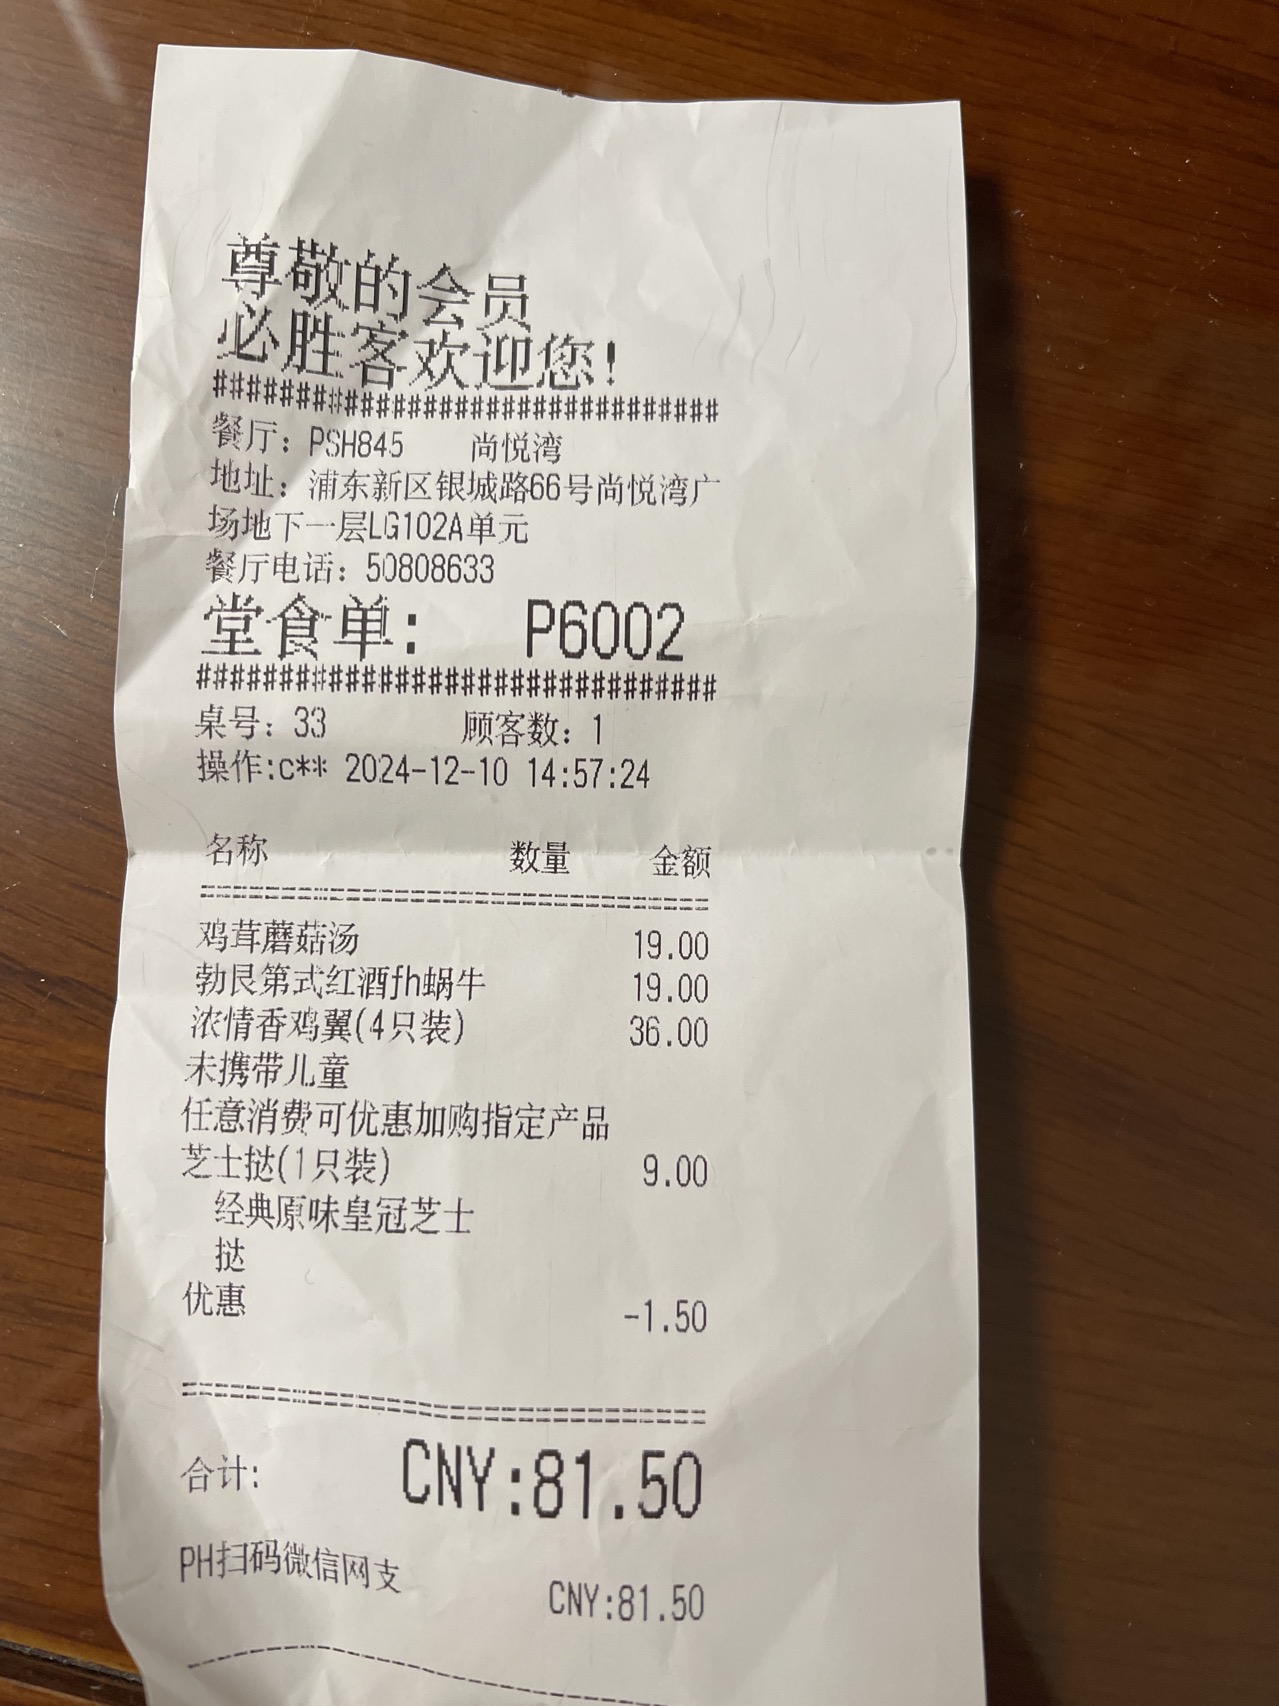 尊敬的会员
必胜客欢迎您!
################################
餐厅: PSH845 尚悦湾
地址: 浦东新区银城路66号尚悦湾广
场地下一层LG102A单元
餐厅电话: 50808633
堂食单: P6002
################################
桌号: 33 顾客数: 1
操作:c** 2024-12-10 14:57:24
名称 数量 金额
================================
鸡茸蘑菇汤 19.00
勃艮第式红酒fh蜗牛 19.00
浓情香鸡翼(4只装) 36.00
未携带儿童
任意消费可优惠加购指定产品
芝士挞(1只装) 9.00
经典原味皇冠芝士
挞
优惠 -1.50
================================
合计: CNY:81.50
PH扫码微信网支 CNY:81.50